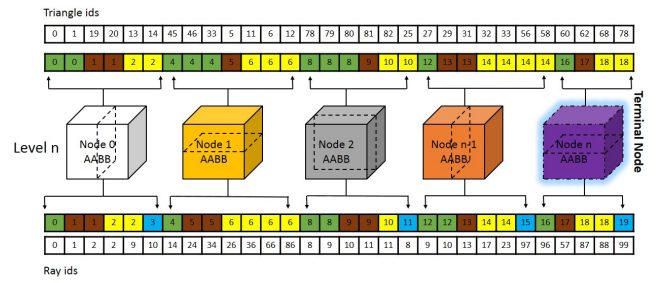 Triangle ids
0 1 19 20 13 14 45 46 33 5 11 6 12 78 79 80 81 82 25 27 29 31 31 32 56 58 60 62 68 78
0 0 1 1 2 2 4 4 4 5 6 6 6 8 8 8 9 10 10 12 13 13 14 14 14 14 16 17 18 18
Level n
Node 0
AABB
Node 1
AABB
Node 2
AABB
Node n-1
AABB
Node n
AABB
Terminal Node
0 1 1 2 2 3 4 5 5 6 6 6 6 8 8 9 9 10 11 12 12 13 14 14 15 16 17 18 18 19
0 1 2 2 9 10 14 24 34 26 36 66 86 8 9 10 11 11 8 9 10 13 17 23 97 96 57 87 88 99
Ray ids